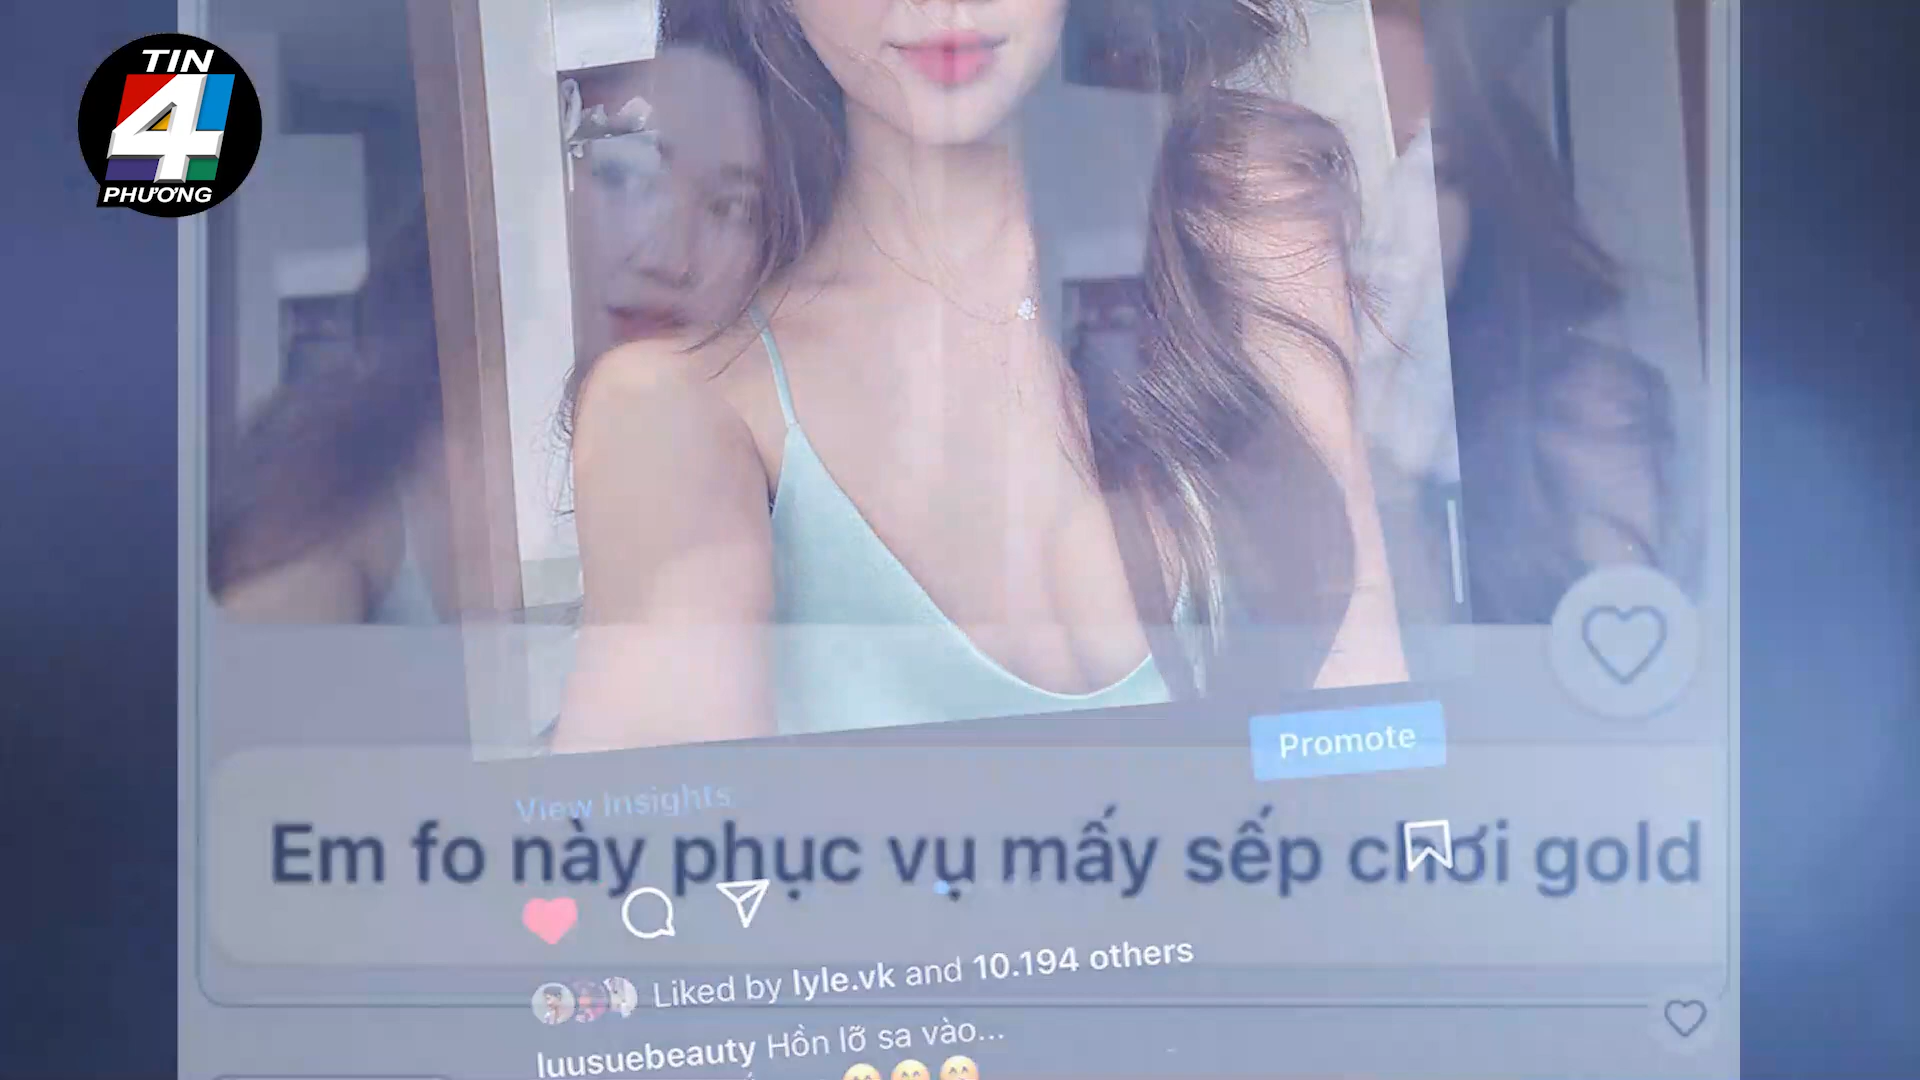 TIN
4
PHƯƠNG
Promote
View Insights
Em fo này phục vụ mấy sếp chơi gold
Liked by lyle.vk and 10.194 others
luusuebeauty Hồn lỡ sa vào...